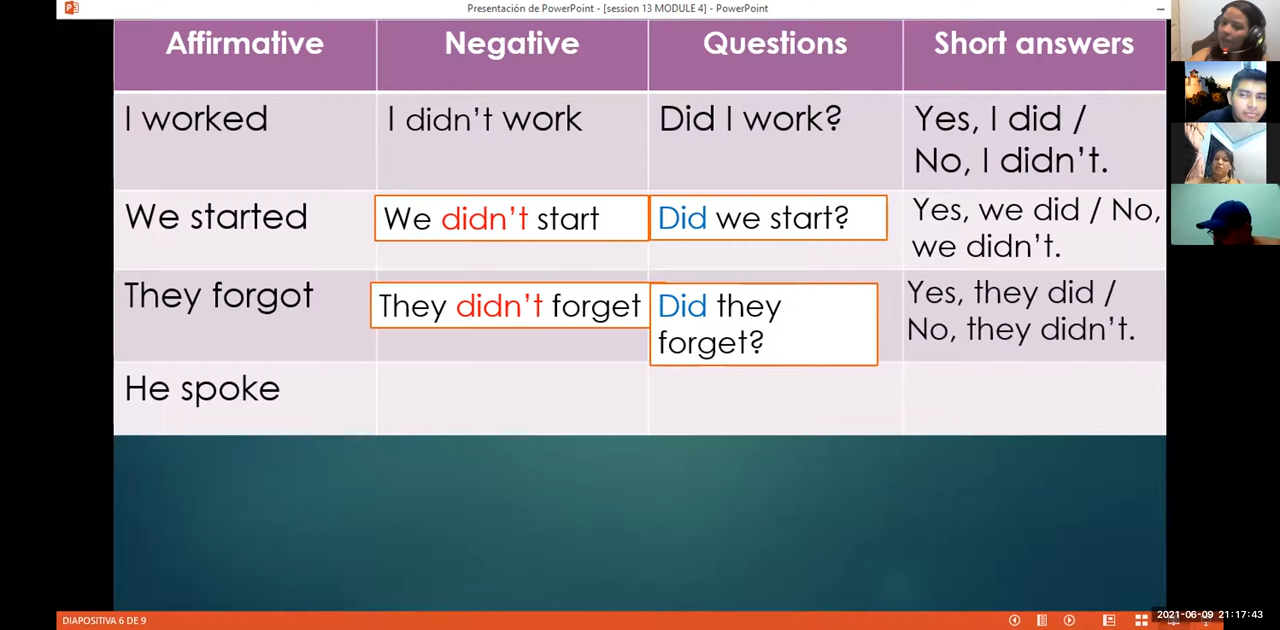 Presentación de PowerPoint - [session 13 MODULE 4] - PowerPoint
Affirmative
Negative
Questions
Short answers
I worked
I didn't work
Did I work?
Yes, I did /
No, I didn't.
We started
We didn't start
Did we start?
Yes, we did / No,
we didn't.
They forgot
They didn't forget
Did they
forget?
Yes, they did /
No, they didn't.
He spoke
DIAPOSITIVA 6 DE 9
2021-06-09 21:17:43